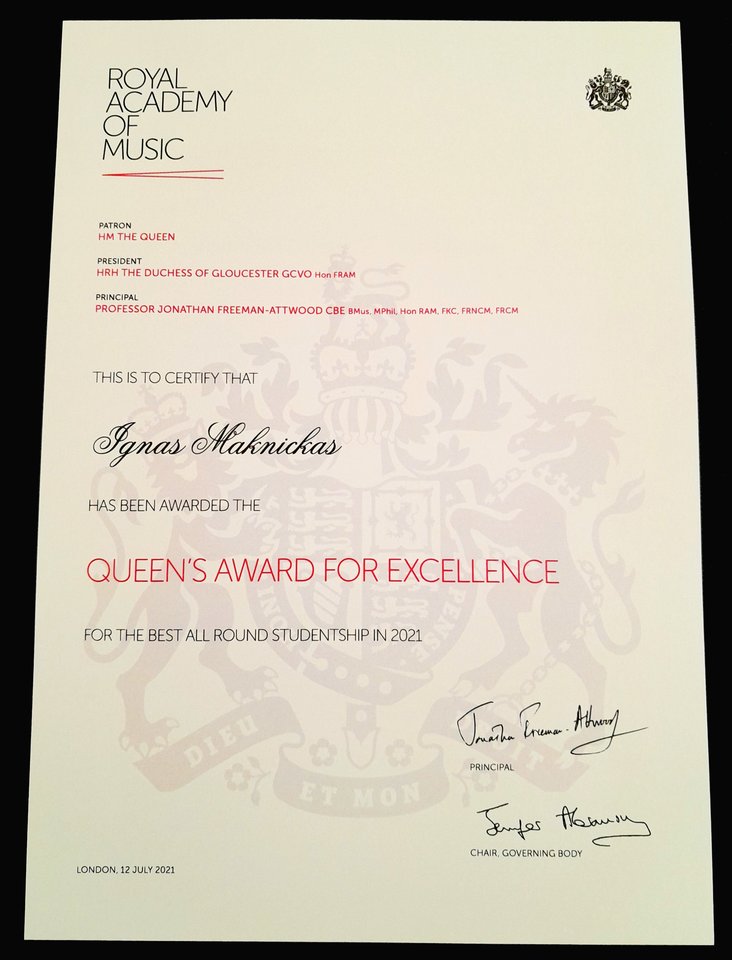 ROYAL
ACADEMY
OF
MUSIC
PATRON
HM THE QUEEN
PRESIDENT
HRH THE DUCHESS OF GLOUCESTER GCVO Hon FRAM
PRINCIPAL
PROFESSOR JONATHAN FREEMAN-ATTWOOD CBE BMus, MPhil, Hon RAM, FKC, FRNCM, FRCM
THIS IS TO CERTIFY THAT
Ignas Maknickas
HAS BEEN AWARDED THE
QUEEN'S AWARD FOR EXCELLENCE
FOR THE BEST ALL ROUND STUDENTSHIP IN 2021
Jonathan Freeman-Attwood
PRINCIPAL
DIEU
ET MON
CHAIR, GOVERNING BODY
LONDON, 12 JULY 2021